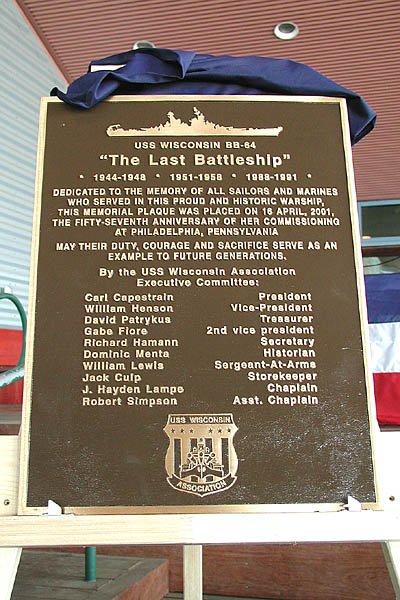 USS WISCONSIN BB-64
"The Last Battleship"
* 1944-1948 * 1951-1958 * 1988-1991 *
DEDICATED TO THE MEMORY OF ALL SAILORS AND MARINES
WHO SERVED IN THIS PROUD AND HISTORIC WARSHIP,
THIS MEMORIAL PLAQUE WAS PLACED ON 16 APRIL, 2001,
THE FIFTY-SEVENTH ANNIVERSARY OF HER COMMISSIONING
AT PHILADELPHIA, PENNSYLVANIA
MAY THEIR DUTY, COURAGE AND SACRIFICE SERVE AS AN
EXAMPLE TO FUTURE GENERATIONS.
By the USS Wisconsin Association
Executive Committee:
Carl Capestrain President
William Henson Vice-President
David Patrykus Treasurer
Gabe Fiore 2nd vice president
Richard Hamann Secretary
Dominic Menta Historian
William Lewis Sergeant-At-Arms
Jack Culp Storekeeper
J. Hayden Lampe Chaplain
Robert Simpson Asst. Chaplain
USS WISCONSIN
ASSOCIATION